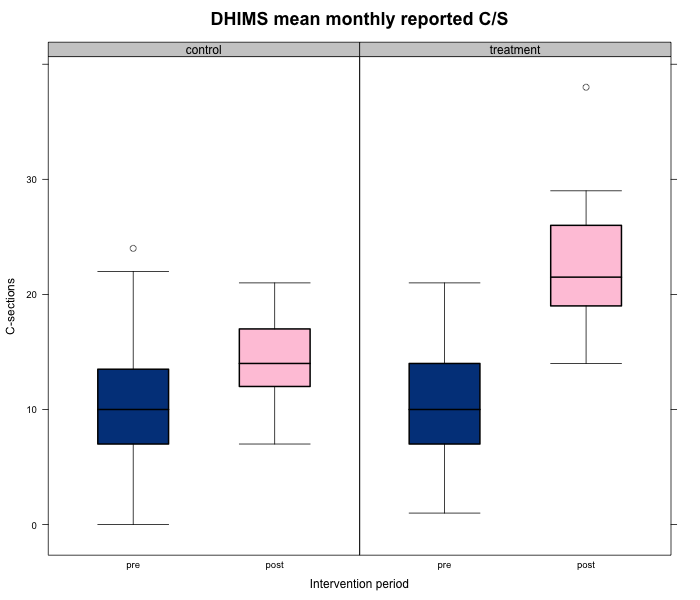 DHIMS mean monthly reported C/S
control treatment
30
20
10
0
C-sections
pre post pre post
Intervention period